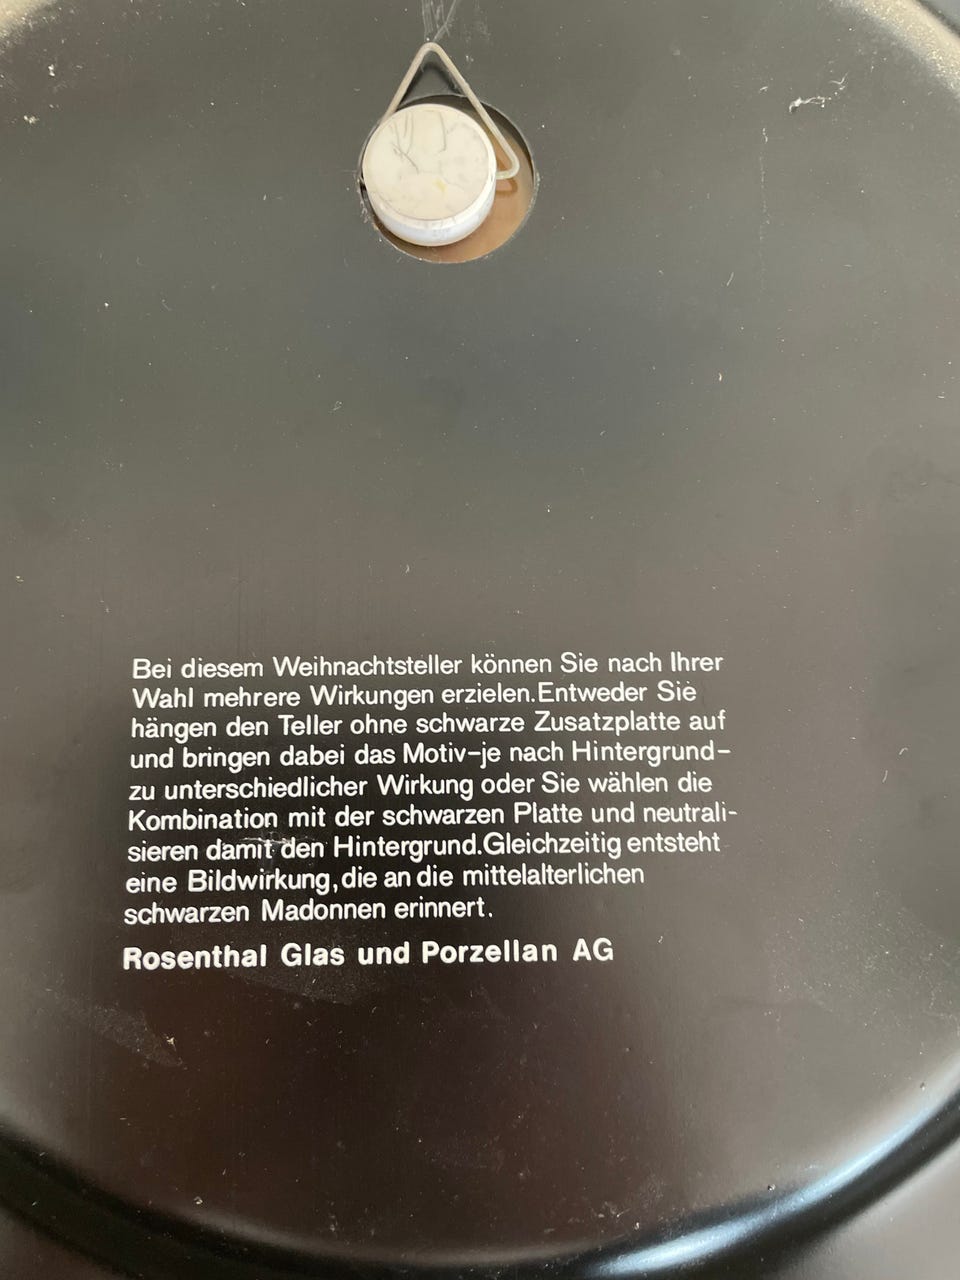 Bei diesem Weihnachtsteller können Sie nach Ihrer
Wahl mehrere Wirkungen erzielen.Entweder Sie
hängen den Teller ohne schwarze Zusatzplatte auf
und bringen dabei das Motiv-je nach Hintergrund-
zu unterschiedlicher Wirkung oder Sie wählen die
Kombination mit der schwarzen Platte und neutrali-
sieren damit den Hintergrund.Gleichzeitig entsteht
eine Bildwirkung,die an die mittelalterlichen
schwarzen Madonnen erinnert.
Rosenthal Glas und Porzellan AG